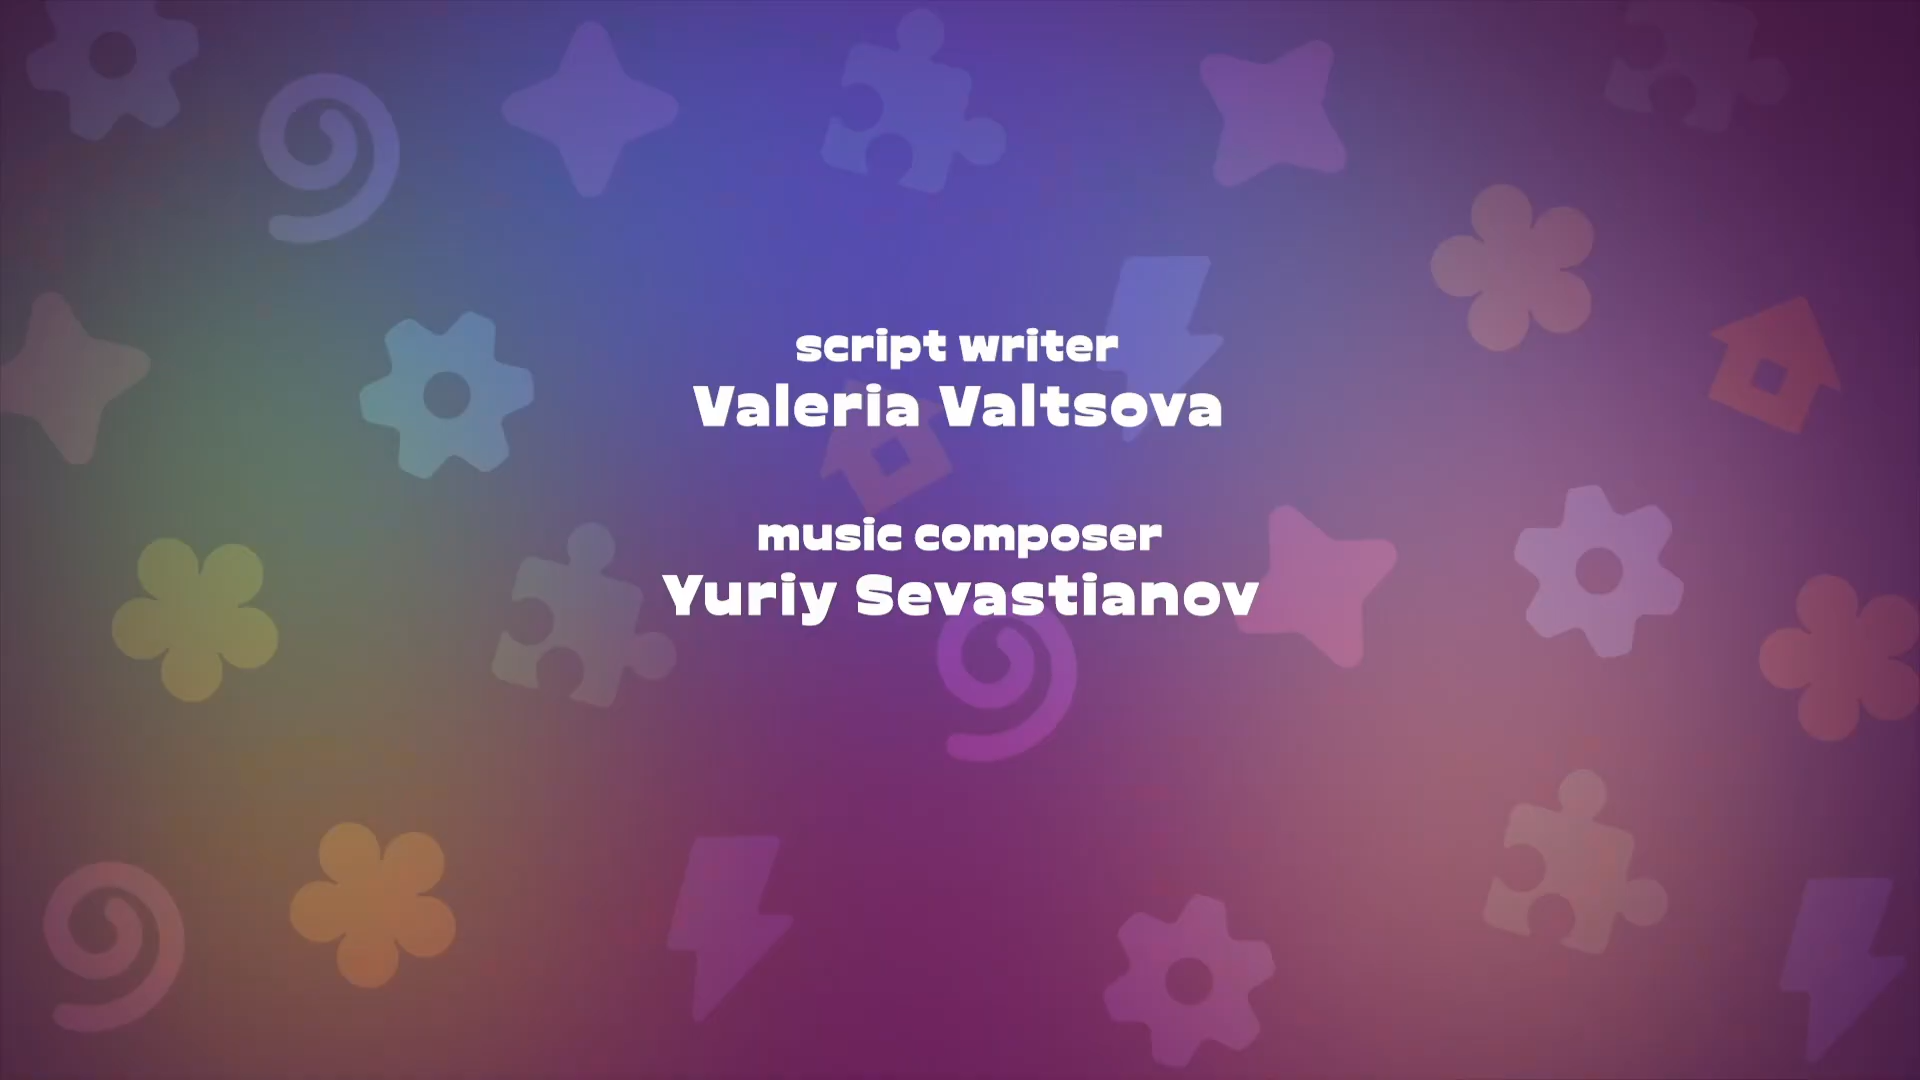 script writer
Valeria Valtsova
music composer
Yuriy Sevastianov